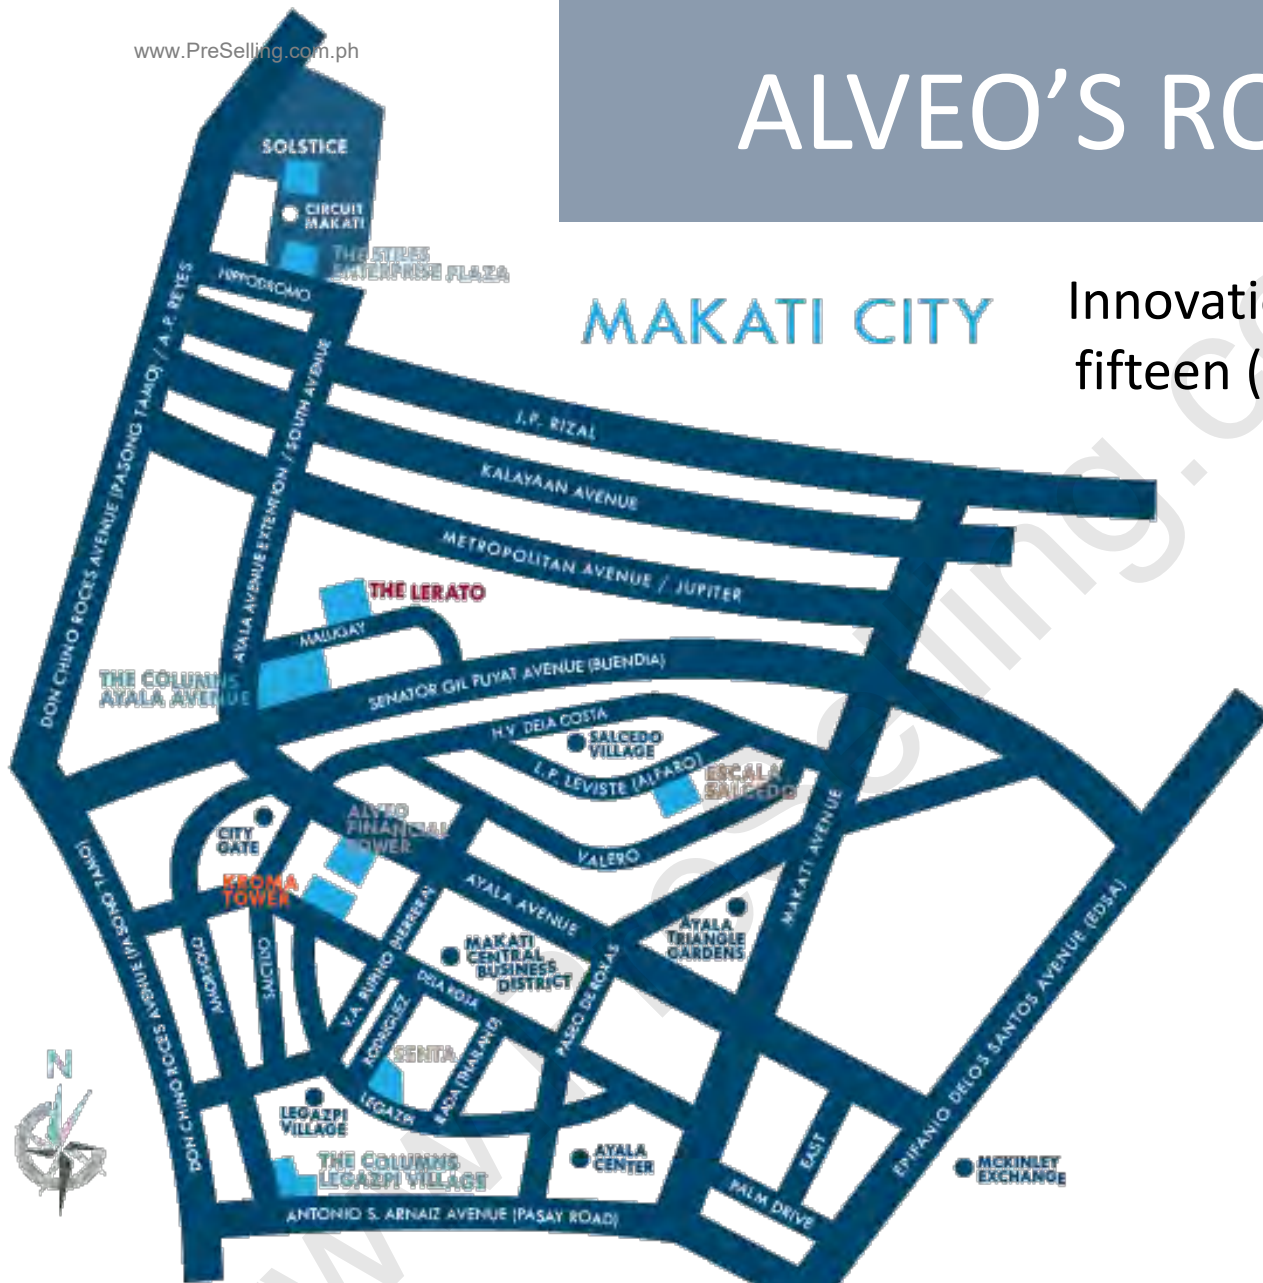 www.PreSelling.com.ph
ALVEO'S RO
SOLSTICE
CIRCUIT
MAKATI
THE STILES
ENTERPRISE PLAZA
HIPPODROMO
MAKATI CITY
Innovati
fifteen (
DON CHINO ROCES AVENUE (PASONG TAMO) / A.P. REYES
AYALA AVENUE EXTENTION / SOUTH AVENUE
J.P. RIZAL
KALAYAAN AVENUE
METROPOLITAN AVENUE / JUPITER
THE LERATO
MALUGAY
THE COLUMNS
AYALA AVENUE
SENATOR GIL PUYAT AVENUE (BUENDIA)
H.V. DELA COSTA
SALCEDO
VILLAGE
L.P. LEVISTE (ALFARO)
ESCALA
SALCEDO
ALVEO
FINANCIAL
TOWER
CITY
GATE
VALERO
MAKATI AVENUE
KROMA
TOWER
AYALA AVENUE
AYALA
TRIANGLE
GARDENS
DON CHINO ROCES AVENUE (PASONG TAMO)
AMORSOLO
SALCEDO
V.A. RUFINO (HERRERA)
MAKATI
CENTRAL
BUSINESS
DISTRICT
DELA ROSA
PASEO DE ROXAS
EPIFANIO DELOS SANTOS AVENUE (EDSA)
RODRIGUEZ
SENTA
RADA (THAILAND)
N
LEGAZPI
LEGAZPI
VILLAGE
AYALA
CENTER
EAST
MCKINLEY
EXCHANGE
THE COLUMNS
LEGAZPI VILLAGE
PALM DRIVE
ANTONIO S. ARNAIZ AVENUE (PASAY ROAD)